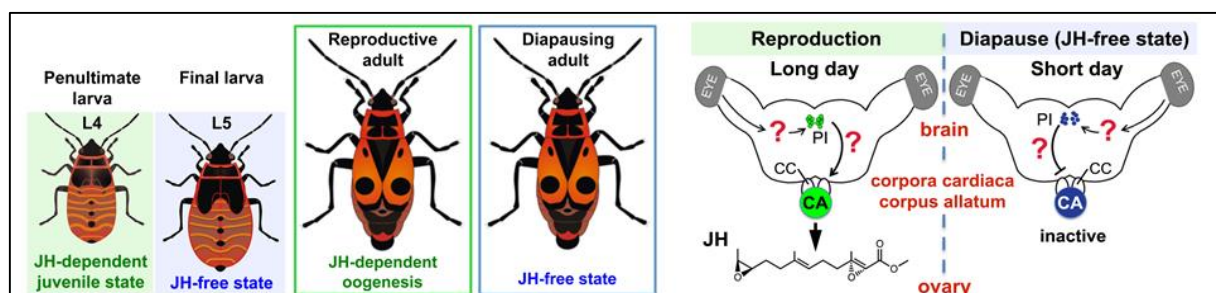 Penultimate
larva
L4
JH-dependent
juvenile state
Final larva
L5
JH-free state
Reproductive
adult
JH-dependent
oogenesis
Diapausing
adult
JH-free state
Reproduction
Long day
EYE
EYE
?
PI
?
CC
CA
JH
O
O
O
O
Diapause (JH-free state)
Short day
EYE
EYE
PI
?
?
CC
CA
inactive
brain
corpora cardiaca
corpus allatum
ovary